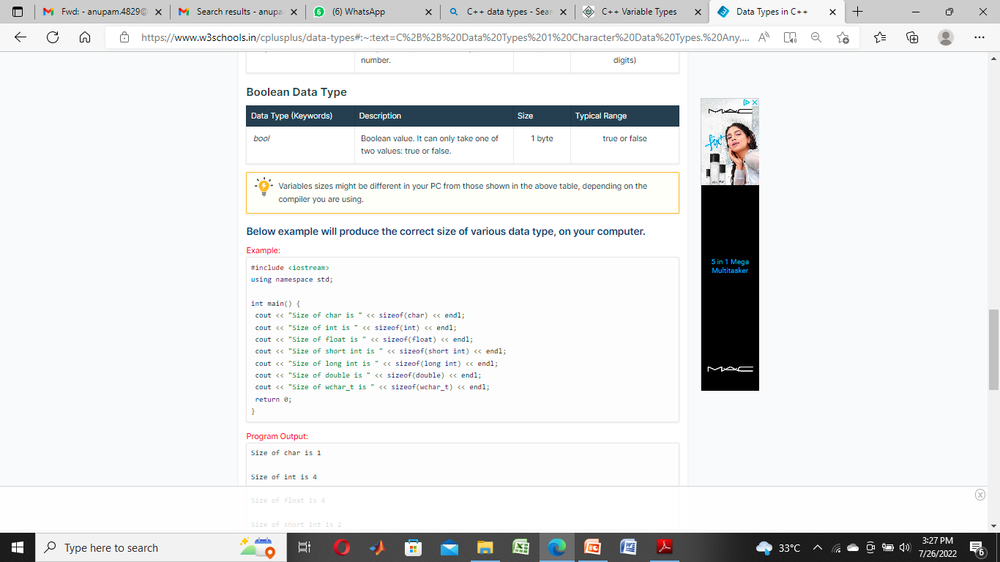 Fwd: - anupam.4829@
Search results - anupa
(6) WhatsApp
C++ data types - Sear
C++ Variable Types
Data Types in C++
https://www.w3schools.in/cplusplus/data-types#:~:text=C%2B%2B%20Data%20Types%201%20Character%20Data%20Types.%20Any,...
number.
digits)
Boolean Data Type
Data Type (Keywords) Description Size Typical Range
bool Boolean value. It can only take one of 1 byte true or false
two values: true or false.
Variables sizes might be different in your PC from those shown in the above table, depending on the
compiler you are using.
Below example will produce the correct size of various data type, on your computer.
Example:
#include <iostream>
using namespace std;
int main() {
cout << "Size of char is " << sizeof(char) << endl;
cout << "Size of int is " << sizeof(int) << endl;
cout << "Size of float is " << sizeof(float) << endl;
cout << "Size of short int is " << sizeof(short int) << endl;
cout << "Size of long int is " << sizeof(long int) << endl;
cout << "Size of double is " << sizeof(double) << endl;
cout << "Size of wchar_t is " << sizeof(wchar_t) << endl;
return 0;
}
Program Output:
Size of char is 1
Size of int is 4
Size of float is 4
Size of short int is 2
MAC
fix+
5 in 1 Mega
Multitasker
MAC
Type here to search
33°C
3:27 PM
7/26/2022
6